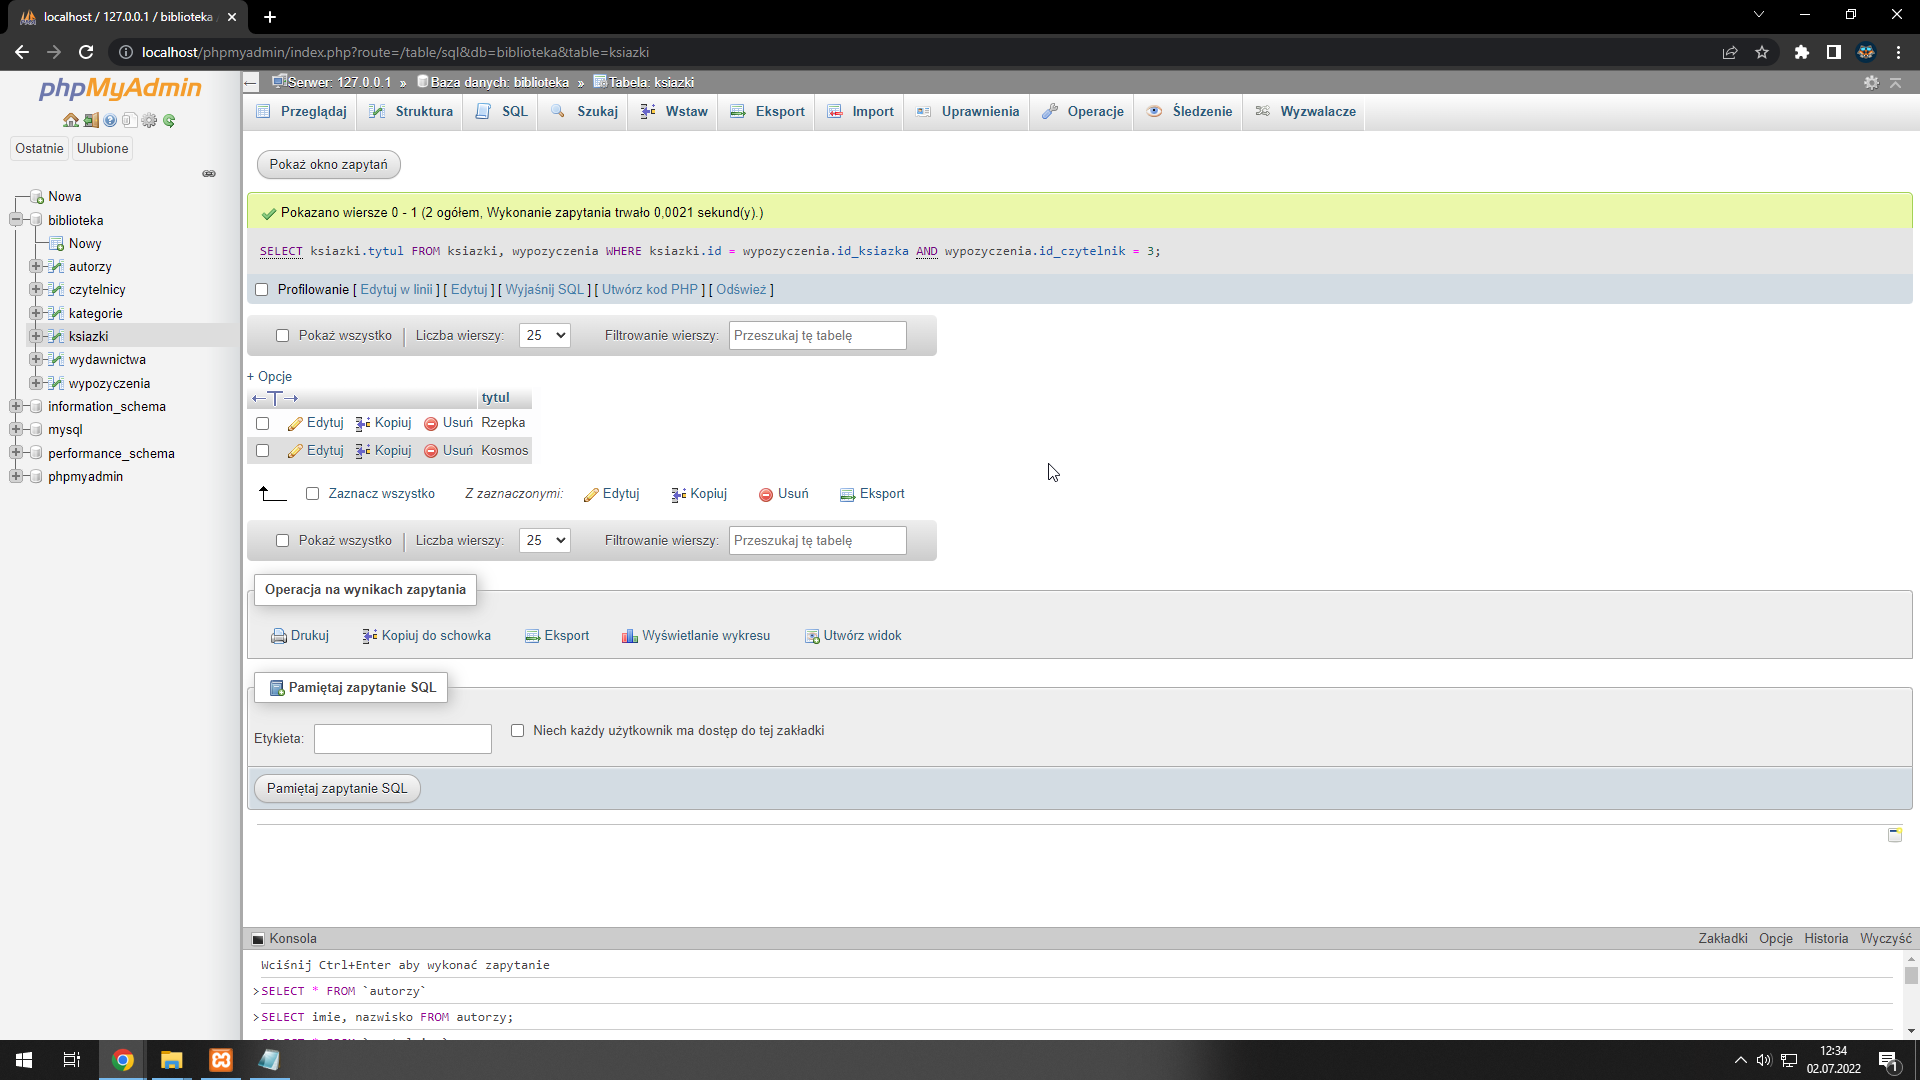 localhost / 127.0.0.1 / biblioteka
localhost/phpmyadmin/index.php?route=/table/sql&db=biblioteka&table=ksiazki
phpMyAdmin
Ostatnie Ulubione
Nowa
biblioteka
Nowy
autorzy
czytelnicy
kategorie
ksiazki
wydawnictwa
wypozyczenia
information_schema
mysql
performance_schema
phpmyadmin
Serwer: 127.0.0.1 » Baza danych: biblioteka » Tabela: ksiazki
Przeglądaj Struktura SQL Szukaj Wstaw Eksport Import Uprawnienia Operacje Śledzenie Wyzwalacze
Pokaż okno zapytań
Pokazano wiersze 0 - 1 (2 ogółem, Wykonanie zapytania trwało 0,0021 sekund(y).)
SELECT ksiazki.tytul FROM ksiazki, wypozyczenia WHERE ksiazki.id = wypozyczenia.id_ksiazka AND wypozyczenia.id_czytelnik = 3;
Profilowanie [ Edytuj w linii ] [ Edytuj ] [ Wyjaśnij SQL ] [ Utwórz kod PHP ] [ Odśwież ]
Pokaż wszystko Liczba wierszy: 25 Filtrowanie wierszy: Przeszukaj tę tabelę
+ Opcje
←T→ tytul
Edytuj Kopiuj Usuń Rzepka
Edytuj Kopiuj Usuń Kosmos
Zaznacz wszystko Z zaznaczonymi: Edytuj Kopiuj Usuń Eksport
Pokaż wszystko Liczba wierszy: 25 Filtrowanie wierszy: Przeszukaj tę tabelę
Operacja na wynikach zapytania
Drukuj Kopiuj do schowka Eksport Wyświetlanie wykresu Utwórz widok
Pamiętaj zapytanie SQL
Etykieta: Niech każdy użytkownik ma dostęp do tej zakładki
Pamiętaj zapytanie SQL
Konsola Zakładki Opcje Historia Wyczyść
Wciśnij Ctrl+Enter aby wykonać zapytanie
>SELECT * FROM `autorzy`
>SELECT imie, nazwisko FROM autorzy;
12:34
02.07.2022
1